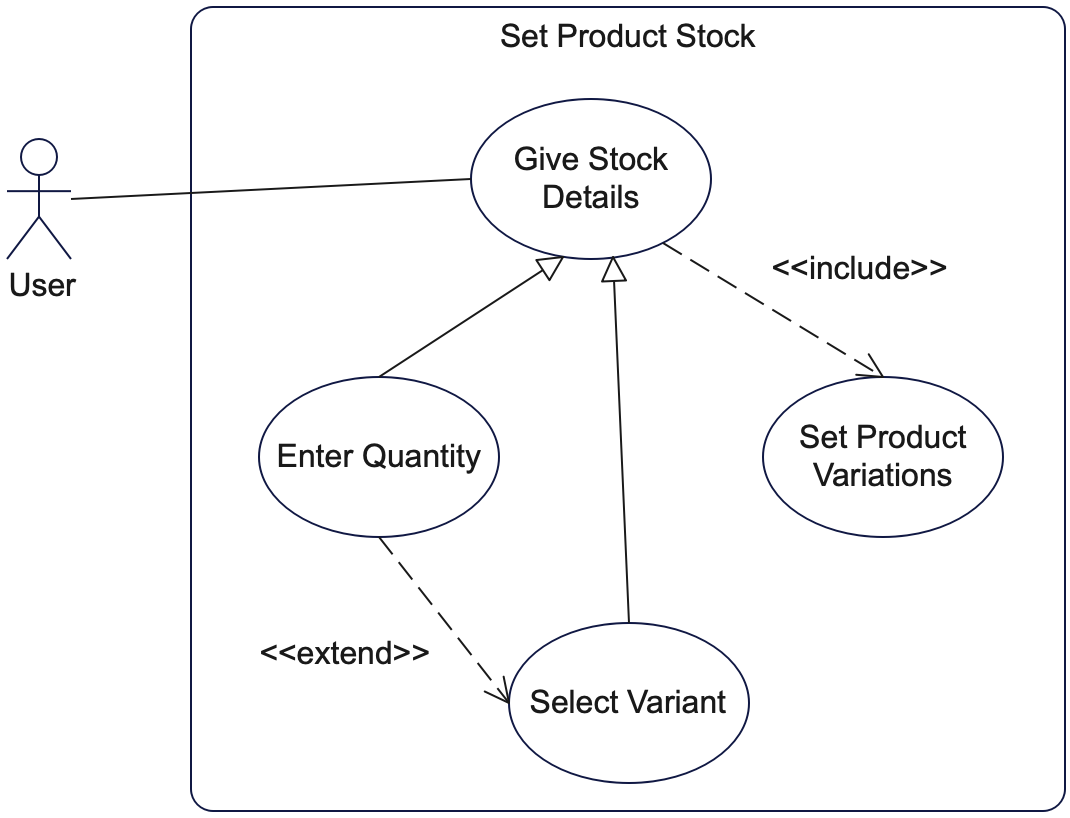 Set Product Stock
Give Stock
Details
User
<<include>>
Enter Quantity
Set Product
Variations
<<extend>>
Select Variant